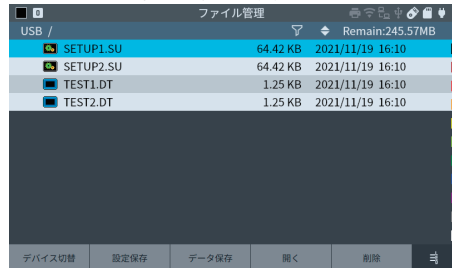 0 ファイル管理
USB / Remain:245.57MB
SETUP1.SU 64.42 KB 2021/11/19 16:10
SETUP2.SU 64.42 KB 2021/11/19 16:10
TEST1.DT 1.25 KB 2021/11/19 16:10
TEST2.DT 1.25 KB 2021/11/19 16:10
デバイス切替 設定保存 データ保存 開く 削除